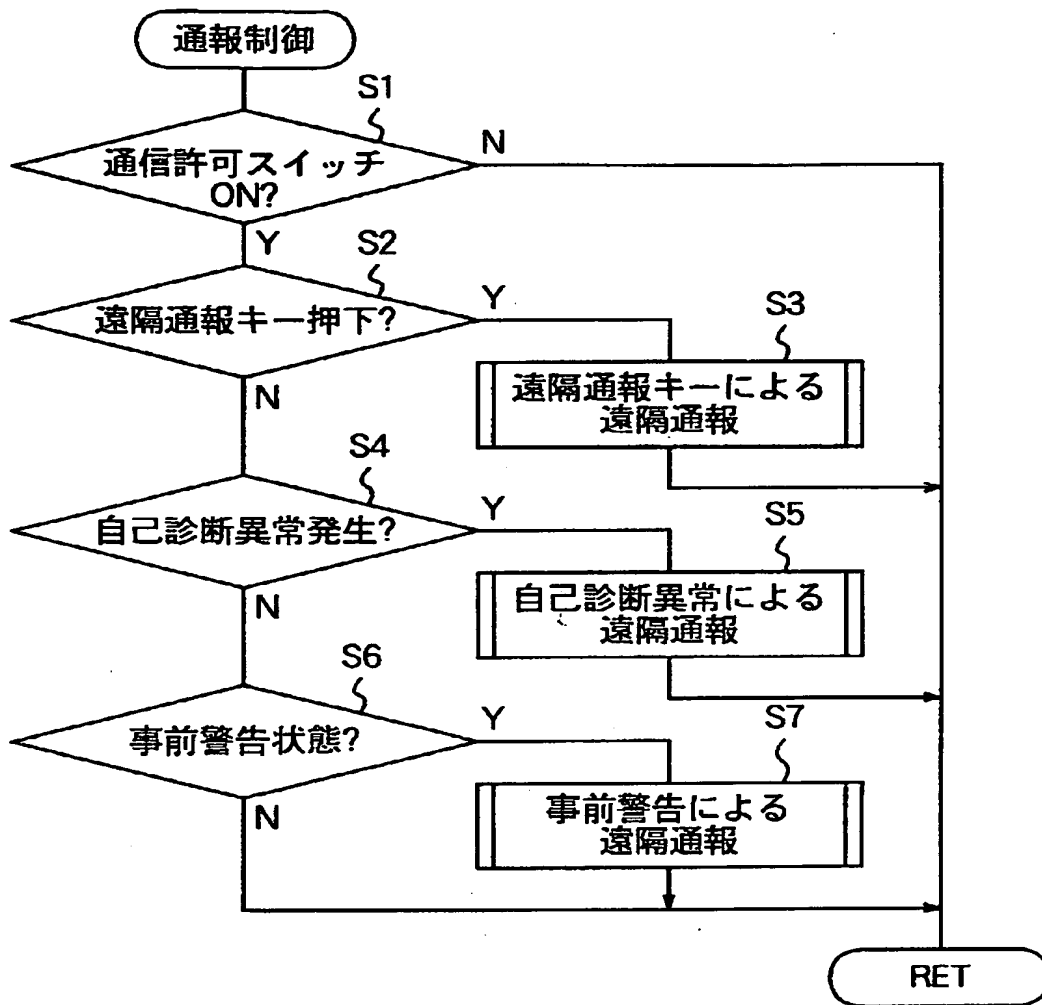 通報制御
S1
通信許可スイッチ
ON?
N
Y
S2
遠隔通報キー押下?
Y
N
S3
遠隔通報キーによる
遠隔通報
S4
自己診断異常発生?
Y
N
S5
自己診断異常による
遠隔通報
S6
事前警告状態?
Y
N
S7
事前警告による
遠隔通報
RET